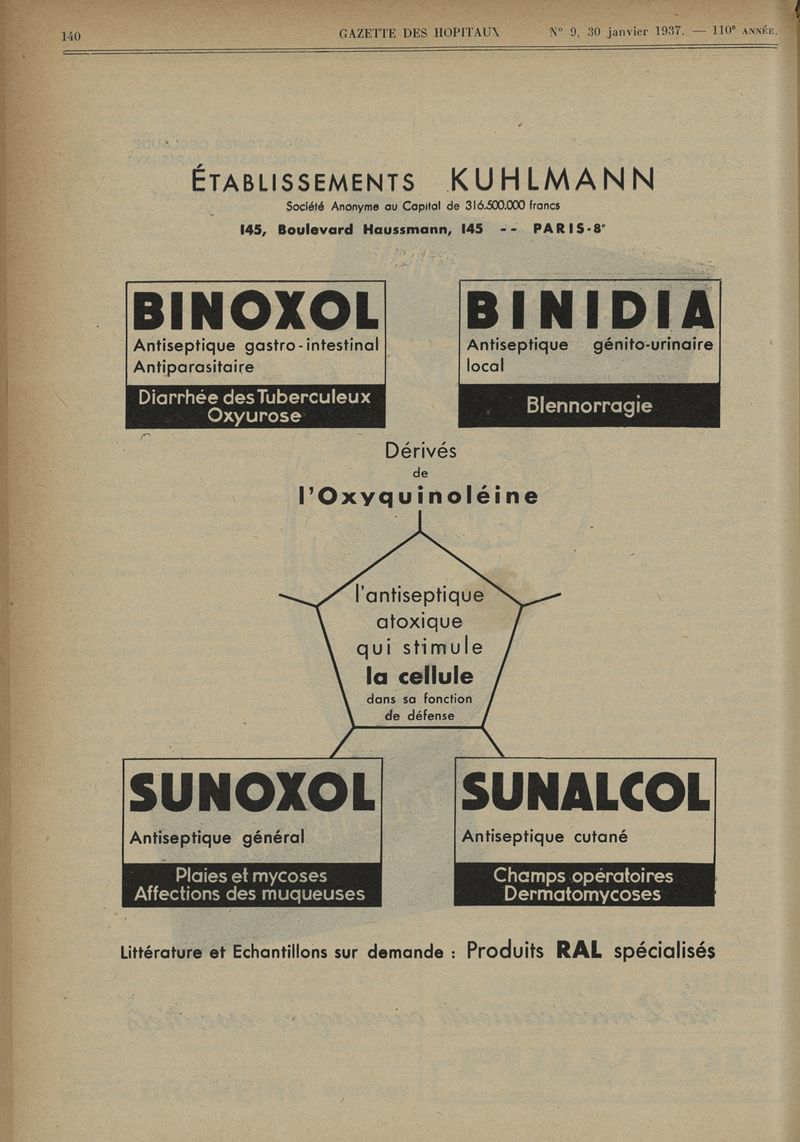 140 GAZETTE DES HOPITAUX N° 9, 30 janvier 1937. — 110e ANNÉE.
ÉTABLISSEMENTS KUHLMANN
Société Anonyme au Capital de 316.500.000 francs
145, Boulevard Haussmann, 145 -- PARIS-8e
BINOXOL
Antiseptique gastro-intestinal
Antiparasitaire
Diarrhée des Tuberculeux
Oxyurose
BINIDIA
Antiseptique génito-urinaire
local
Blennorragie
Dérivés
de
l'Oxyquinoléine
l'antiseptique
atoxique
qui stimule
la cellule
dans sa fonction
de défense
SUNOXOL
Antiseptique général
Plaies et mycoses
Affections des muqueuses
SUNALCOL
Antiseptique cutané
Champs opératoires
Dermatomycoses
Littérature et Echantillons sur demande : Produits RAL spécialisés